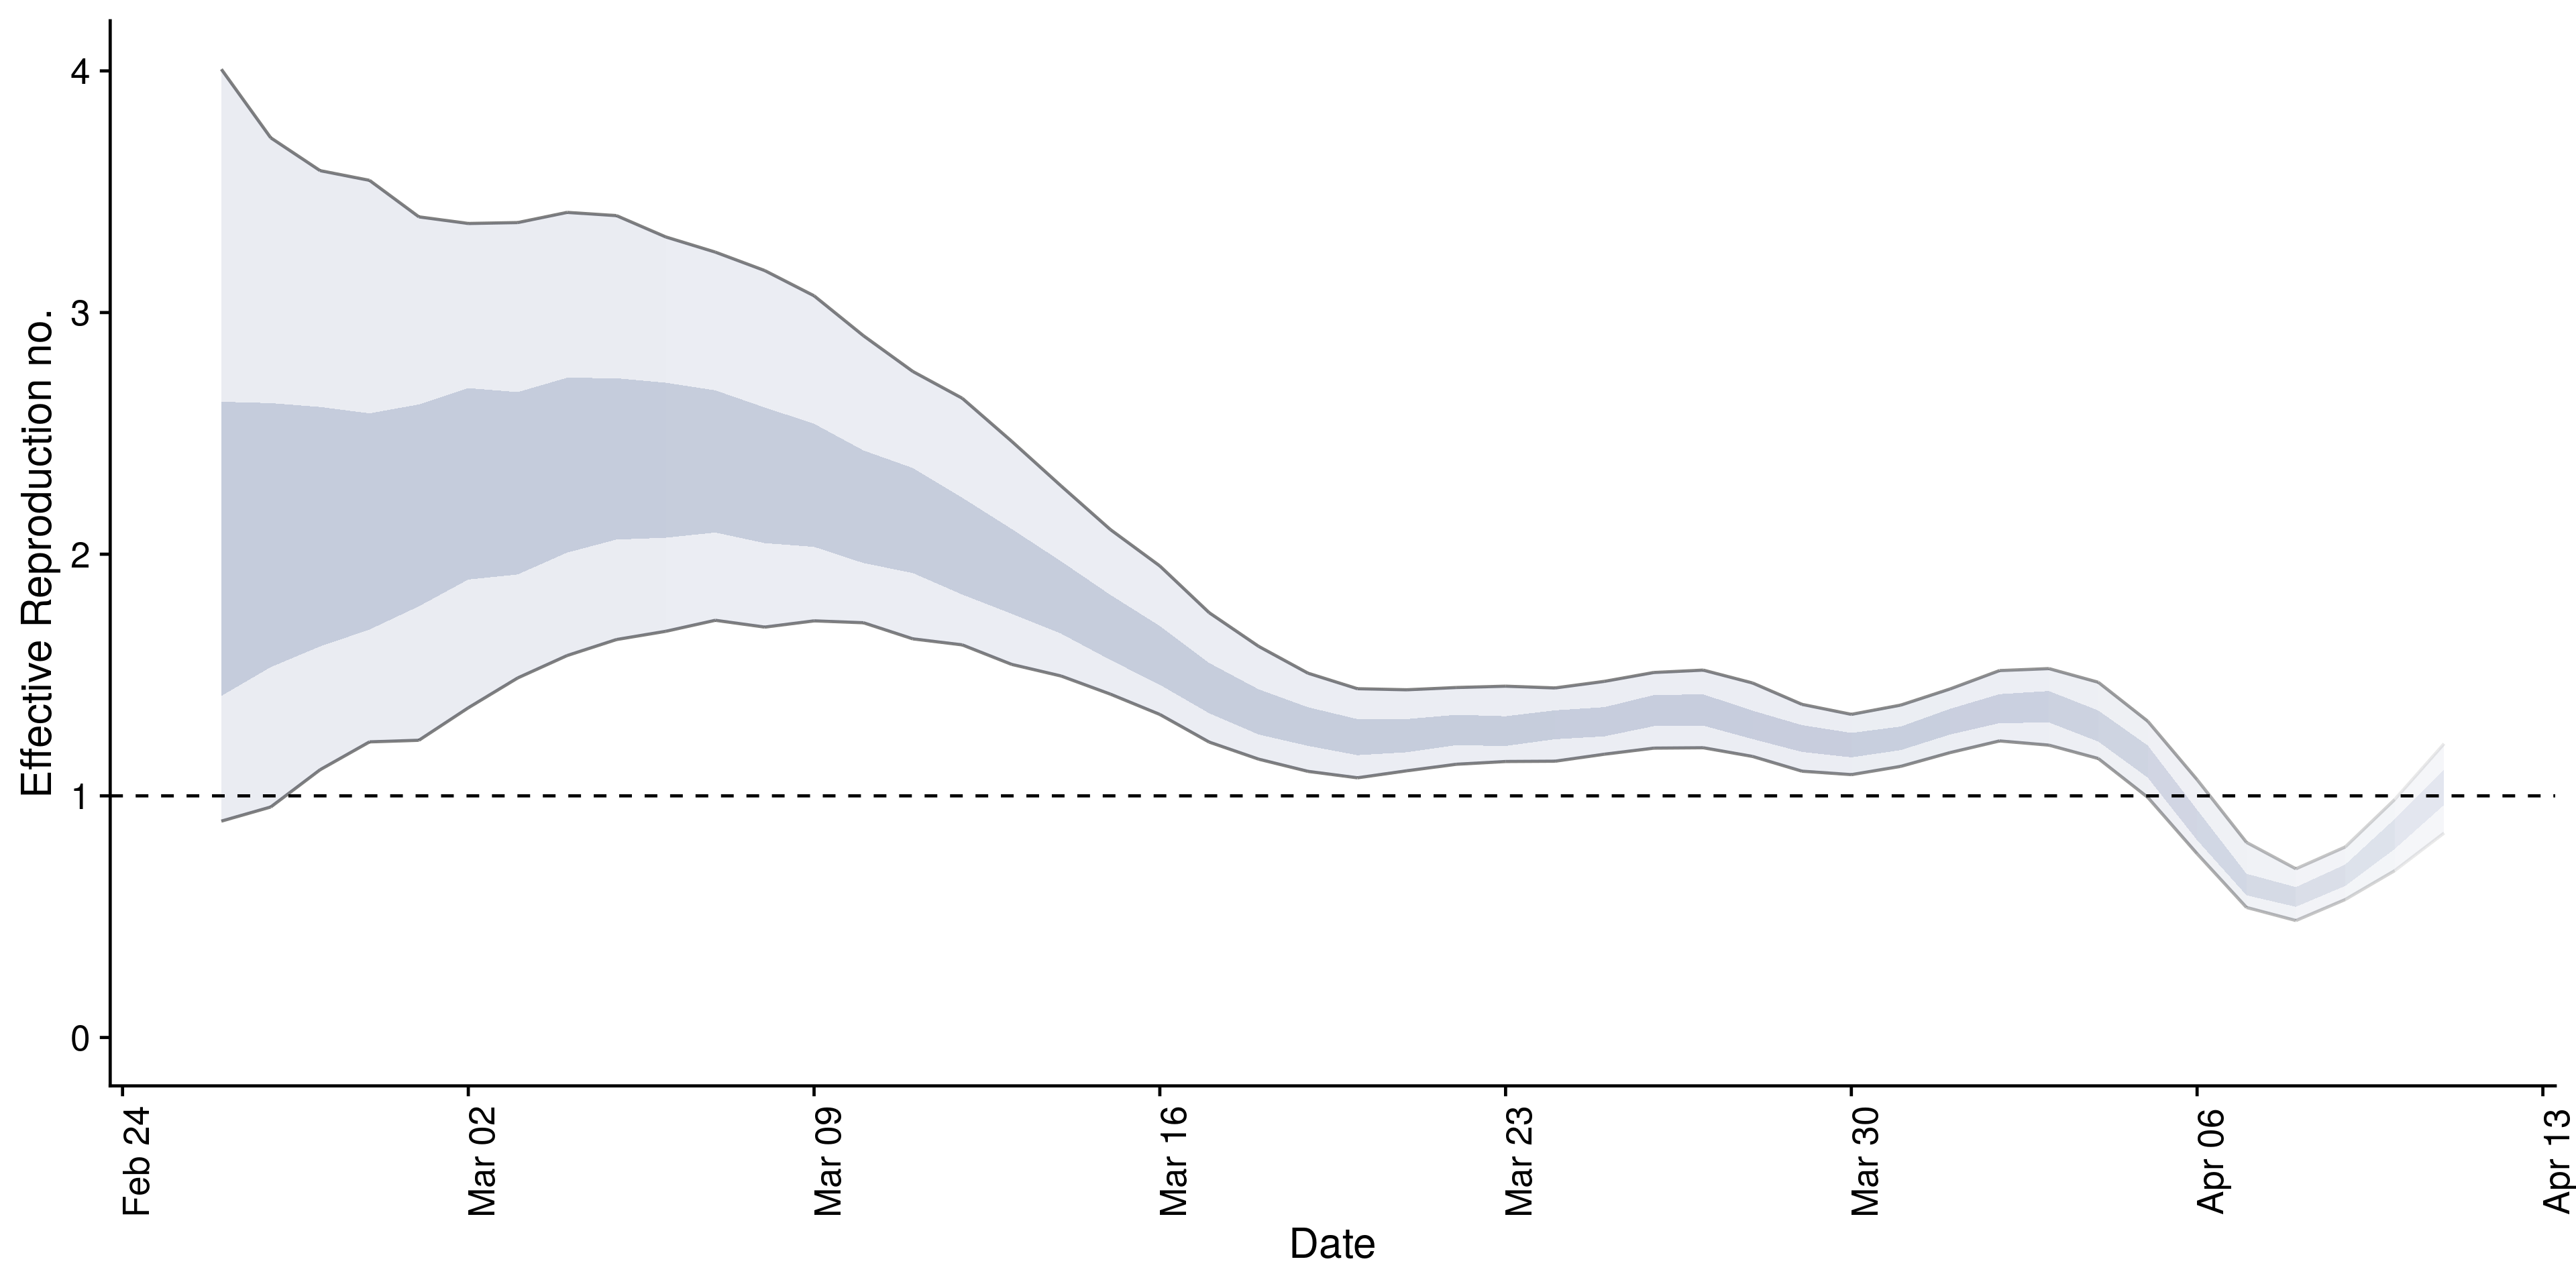 Effective Reproduction no.
4
3
2
1
0
Feb 24
Mar 02
Mar 09
Mar 16
Mar 23
Mar 30
Apr 06
Apr 13
Date